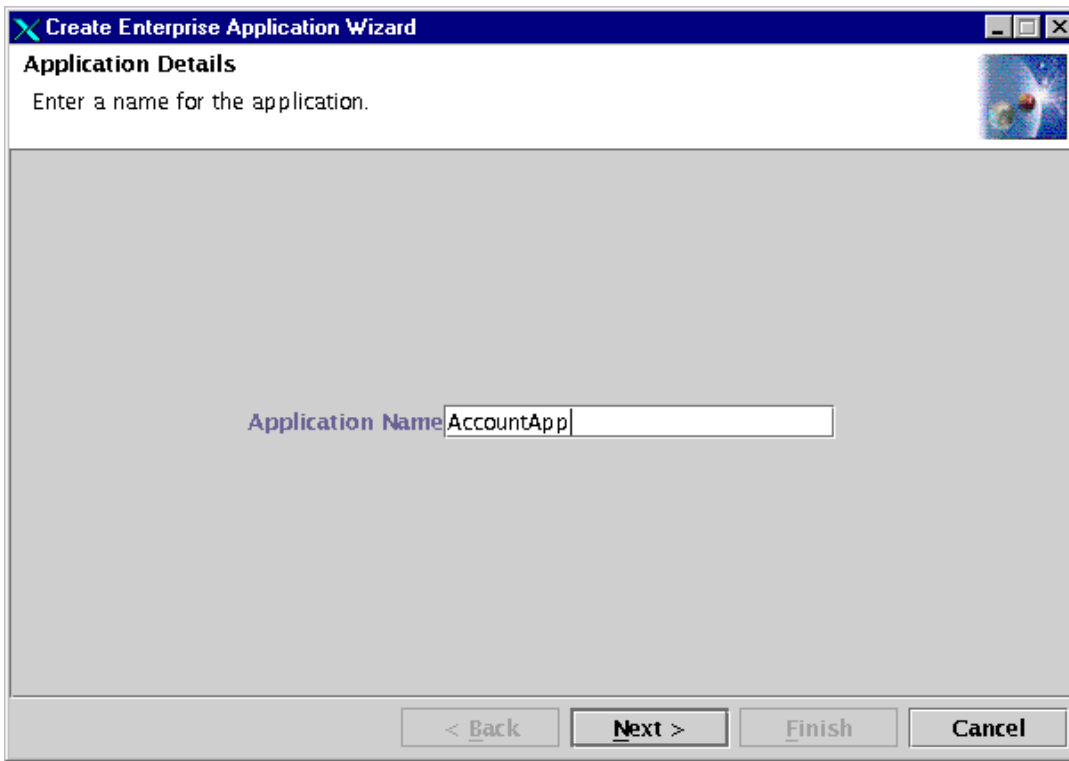 Create Enterprise Application Wizard
Application Details
Enter a name for the application.
Application Name AccountApp
< Back Next > Finish Cancel